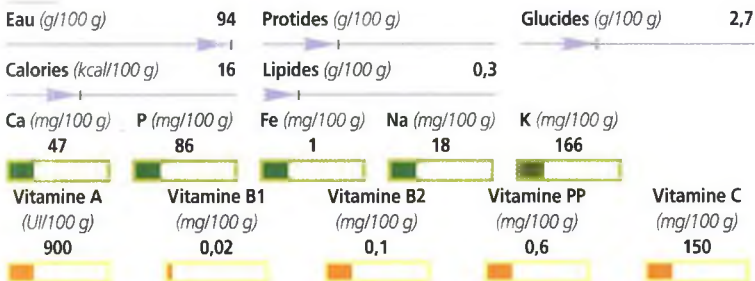 Eau (g/100 g) 94 Protides (g/100 g) Glucides (g/100 g) 2,7
Calories (kcal/100 g) 16 Lipides (g/100 g) 0,3
Ca (mg/100 g) P (mg/100 g) Fe (mg/100 g) Na (mg/100 g) K (mg/100 g)
47 86 1 18 166
Vitamine A Vitamine B1 Vitamine B2 Vitamine PP Vitamine C
(UI/100 g) (mg/100 g) (mg/100 g) (mg/100 g) (mg/100 g)
900 0,02 0,1 0,6 150